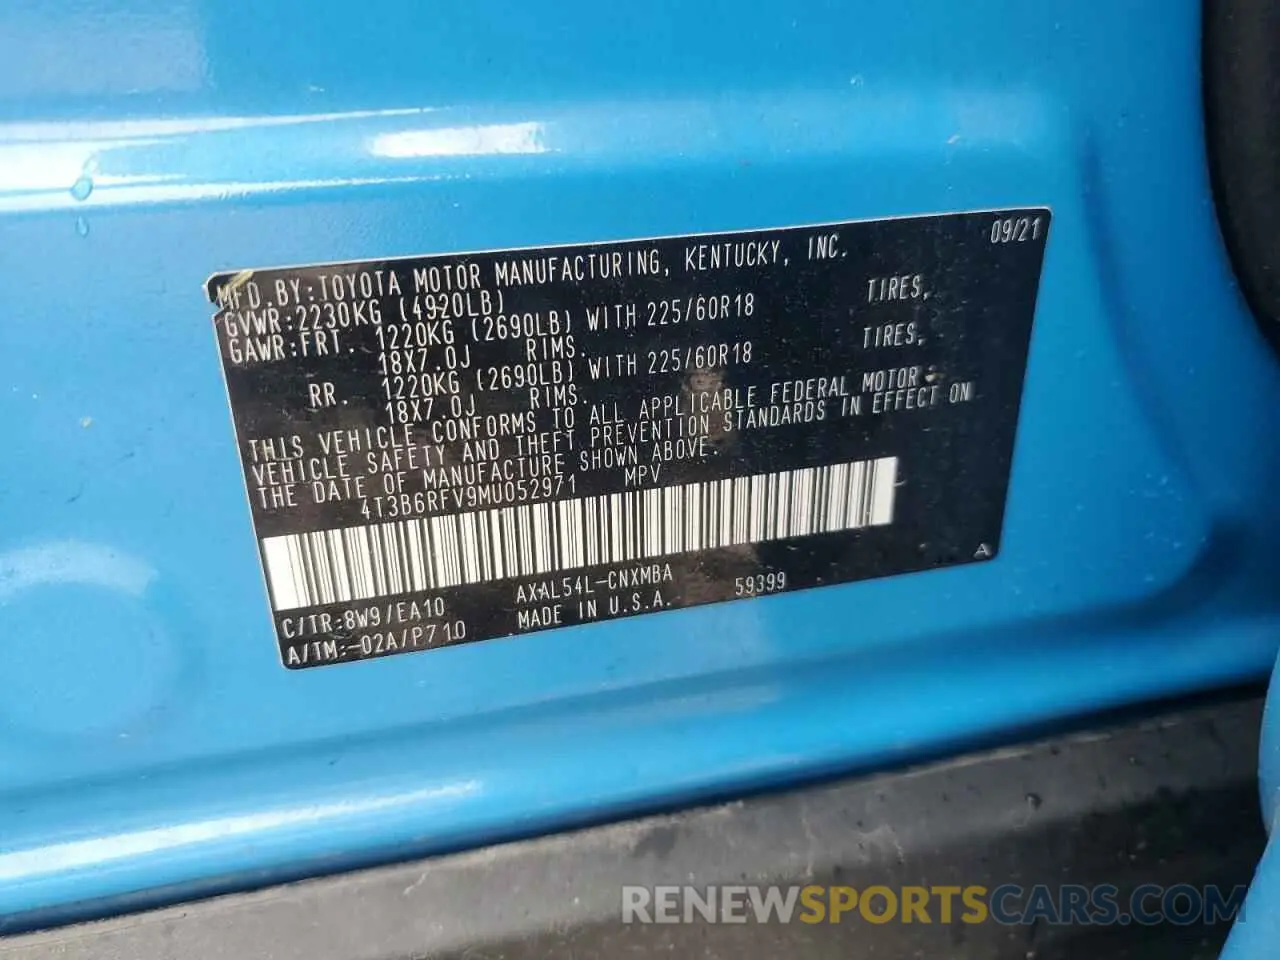 09/21
MFD.BY:TOYOTA MOTOR MANUFACTURING, KENTUCKY, INC.
GVWR:2230KG (4920LB)
GAWR:FRT. 1220KG (2690LB) WITH 225/60R18 TIRES,
18X7.0J RIMS.
RR. 1220KG (2690LB) WITH 225/60R18 TIRES,
18X7.0J RIMS.
THIS VEHICLE CONFORMS TO ALL APPLICABLE FEDERAL MOTOR
VEHICLE SAFETY AND THEFT PREVENTION STANDARDS IN EFFECT ON
THE DATE OF MANUFACTURE SHOWN ABOVE.
4T3B6RFV9MU052971 MPV
C/TR:8W9/EA10 AXAL54L-CNXMBA 59399
A/TM:-02A/P710 MADE IN U.S.A.
A
RENEWSPORTSCARS.COM